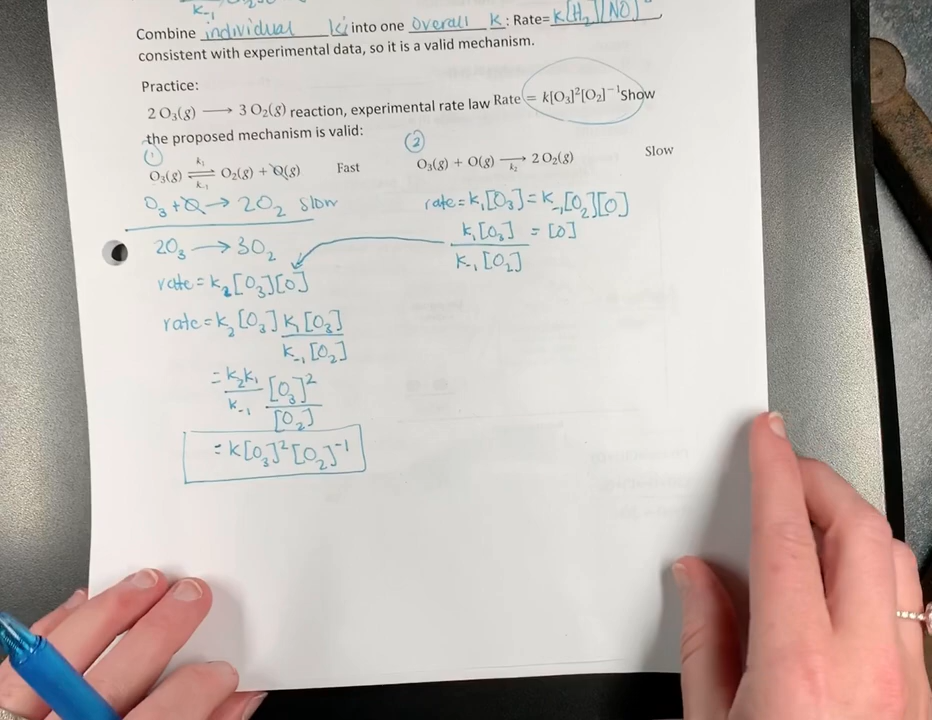 k₋₁
Combine individual k's into one overall k: Rate= k[H₂][NO]
consistent with experimental data, so it is a valid mechanism.
Practice:
2 O₃(g) ⟶ 3 O₂(g) reaction, experimental rate law Rate = k[O₃]²[O₂]⁻¹ Show
the proposed mechanism is valid:
① ②
O₃(g) ⇌ O₂(g) + O(g) Fast O₃(g) + O(g) ⟶ 2 O₂(g) Slow
k₁ k₋₁ k₂
O₃ + O → 2O₂ Slow rate = k₁[O₃] = k₋₁[O₂][O]
2O₃ → 3O₂ k₁[O₃] / k₋₁[O₂] = [O]
rate = k₂[O₃][O]
rate = k₂[O₃] k₁[O₃] / k₋₁[O₂]
= k₂k₁ / k₋₁ [O₃]² / [O₂]
= k[O₃]²[O₂]⁻¹